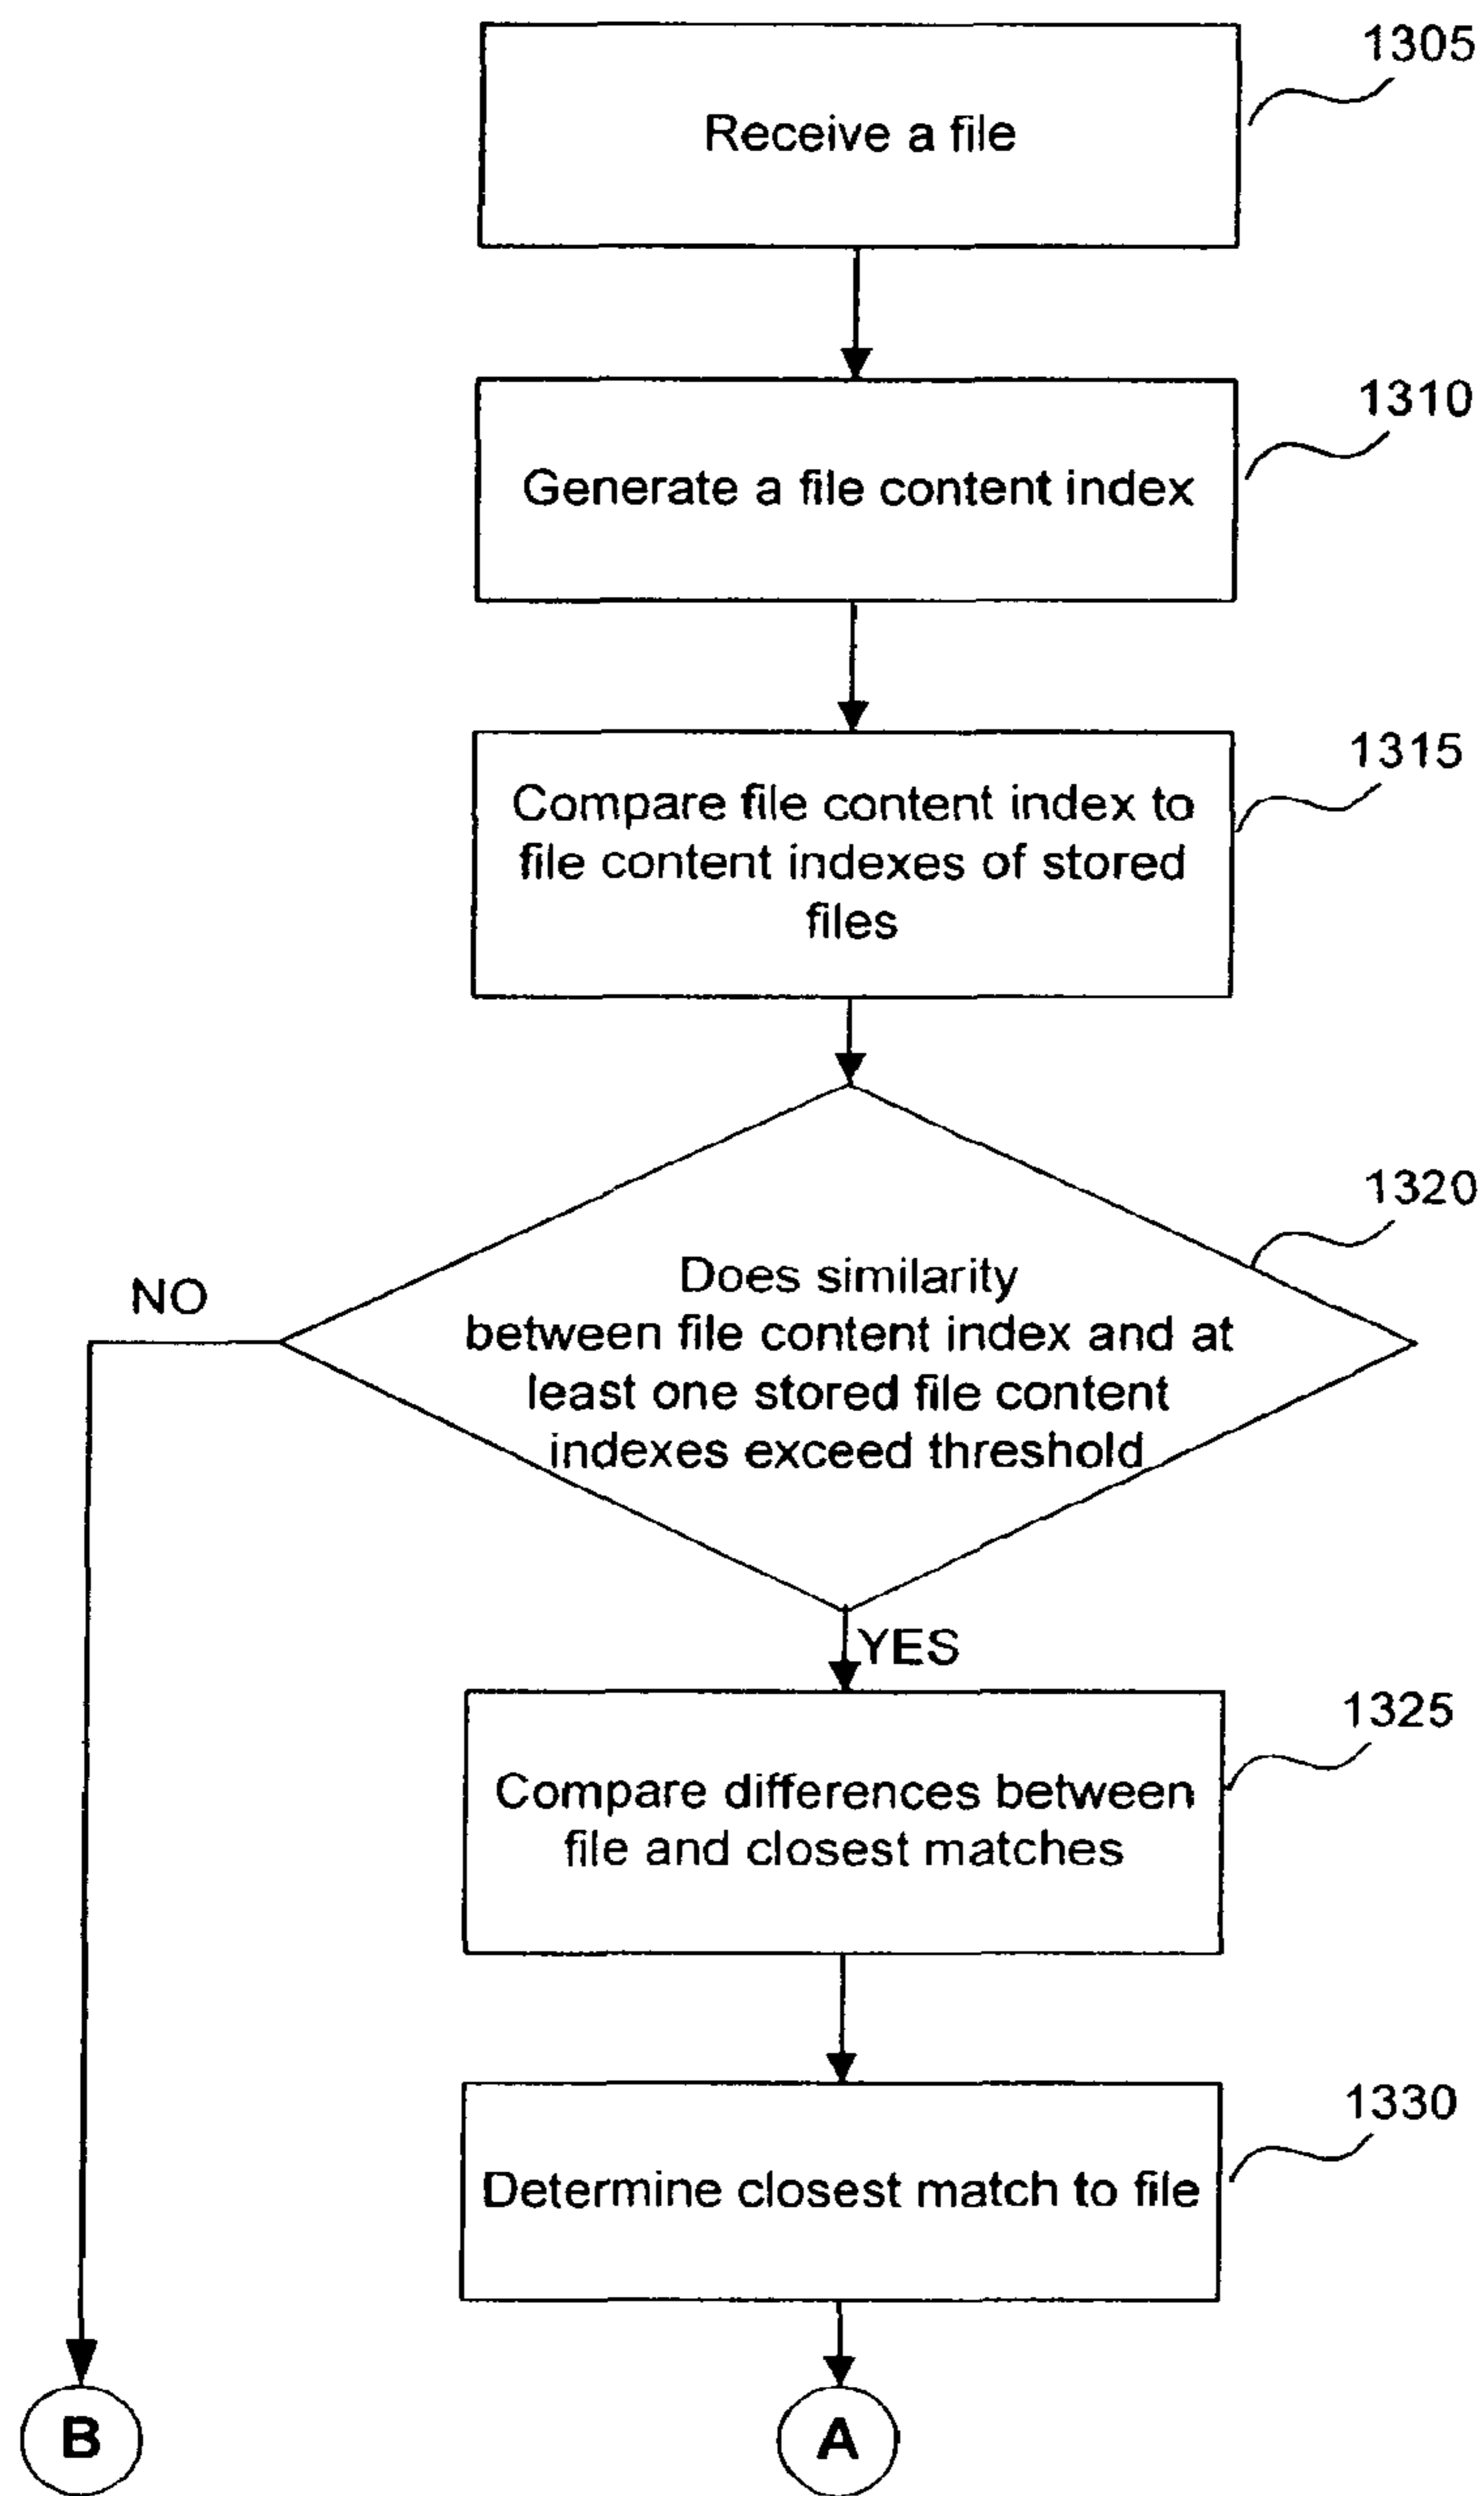 1305
Receive a file
1310
Generate a file content index
1315
Compare file content index to
file content indexes of stored
files
1320
Does similarity
between file content index and at
least one stored file content
indexes exceed threshold
NO
YES
1325
Compare differences between
file and closest matches
1330
Determine closest match to file
B
A